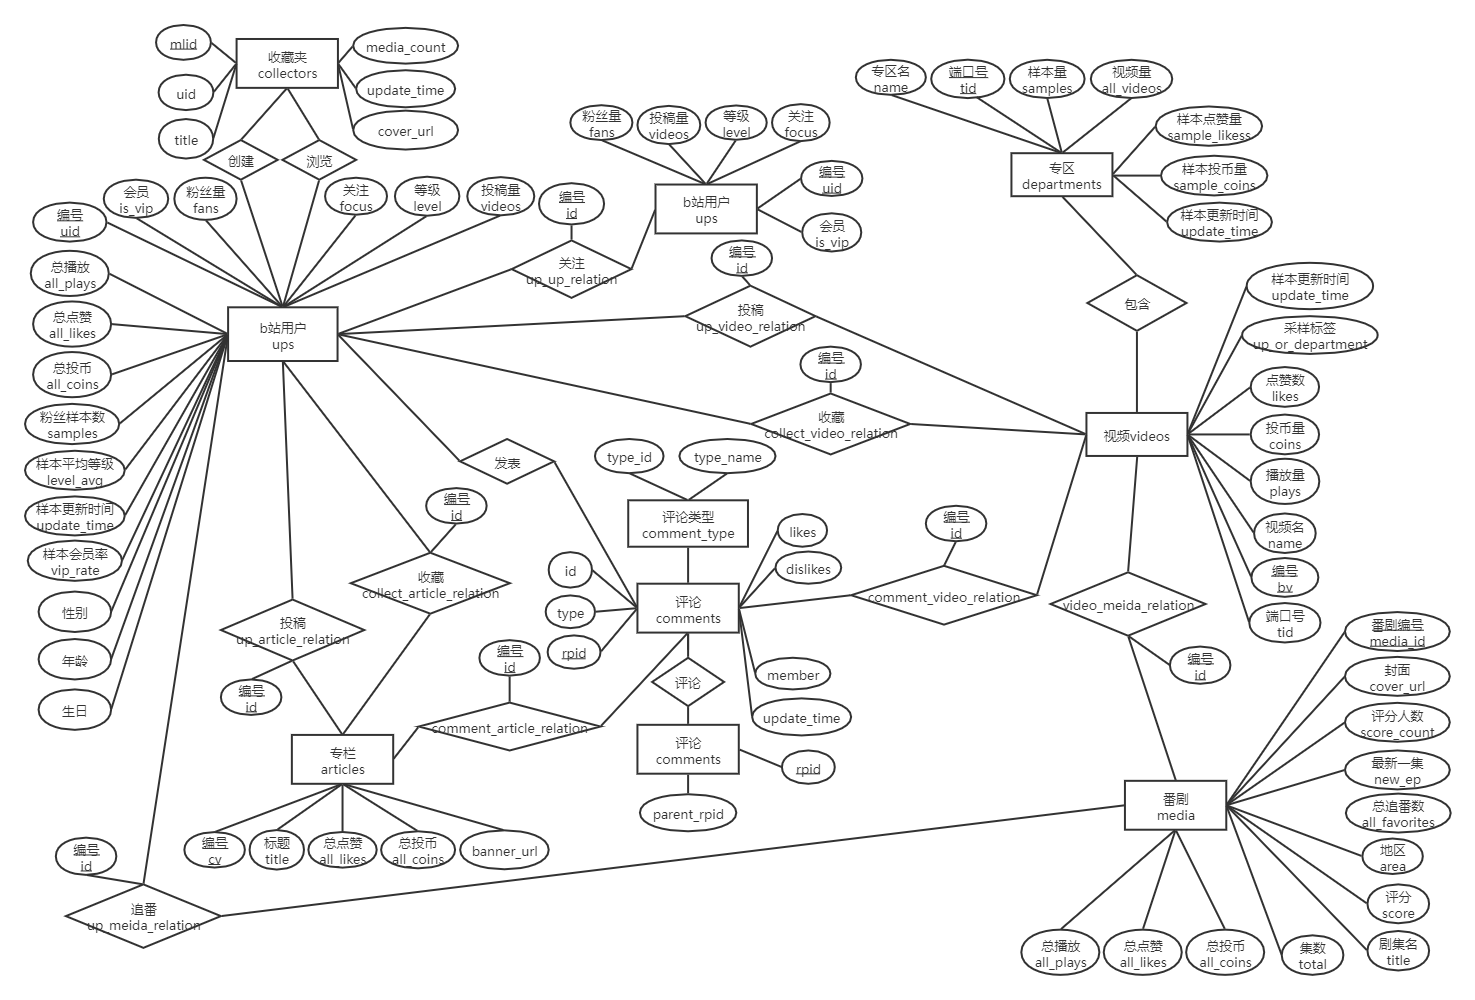 mlid
收藏夹
collectors
media_count
uid
update_time
title
cover_url
创建
浏览
专区名
name
端口号
tid
样本量
samples
视频量
all_videos
样本点赞量
sample_likess
样本投币量
sample_coins
样本更新时间
update_time
专区
departments
包含
粉丝量
fans
投稿量
videos
等级
level
关注
focus
编号
uid
会员
is_vip
b站用户
ups
编号
uid
会员
is_vip
粉丝量
fans
关注
focus
等级
level
投稿量
videos
编号
id
关注
up_up_relation
总播放
all_plays
总点赞
all_likes
总投币
all_coins
粉丝样本数
samples
样本平均等级
level_avg
样本更新时间
update_time
样本会员率
vip_rate
性别
年龄
生日
b站用户
ups
编号
id
投稿
up_video_relation
编号
id
收藏
collect_video_relation
样本更新时间
update_time
采样标签
up_or_department
点赞数
likes
投币量
coins
播放量
plays
视频名
name
编号
bv
端口号
tid
视频videos
发表
type_id
type_name
评论类型
comment_type
编号
id
收藏
collect_article_relation
投稿
up_article_relation
编号
id
id
type
rpid
评论
comments
likes
dislikes
member
update_time
编号
id
comment_video_relation
video_meida_relation
编号
id
编号
id
comment_article_relation
评论
评论
comments
rpid
parent_rpid
专栏
articles
编号
cv
标题
title
总点赞
all_likes
总投币
all_coins
banner_url
编号
id
追番
up_meida_relation
番剧
media
番剧编号
media_id
封面
cover_url
评分人数
score_count
最新一集
new_ep
总追番数
all_favorites
地区
area
评分
score
剧集名
title
集数
total
总播放
all_plays
总点赞
all_likes
总投币
all_coins